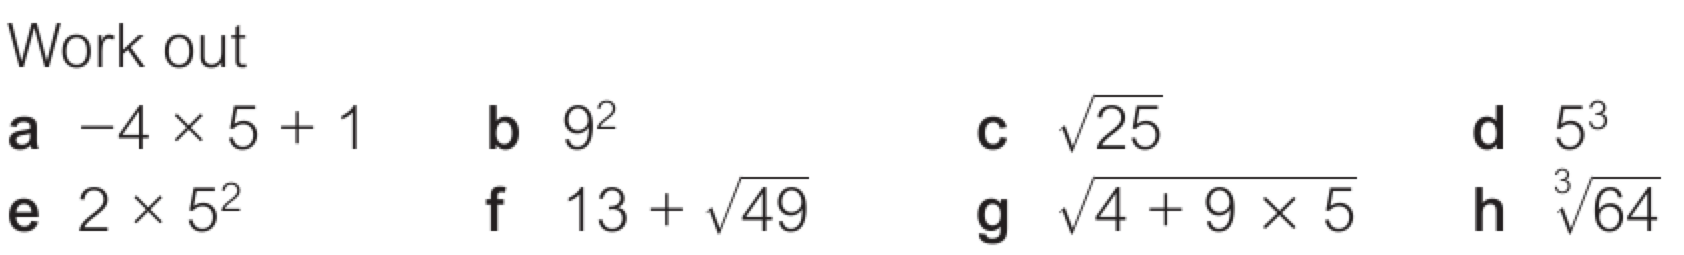 Work out
a −4 × 5 + 1 b 9² c √25 d 5³
e 2 × 5² f 13 + √49 g √(4 + 9 × 5) h ∛64